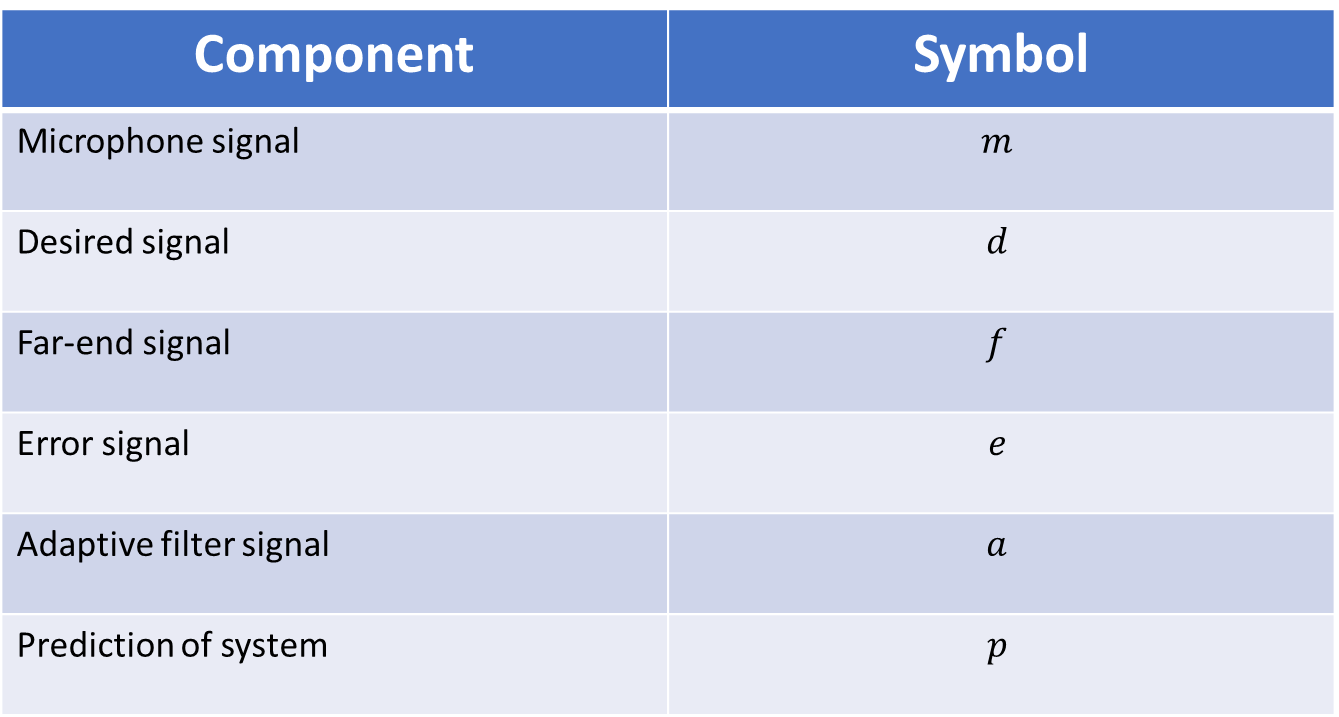 Component Symbol
Microphone signal m
Desired signal d
Far-end signal f
Error signal e
Adaptive filter signal a
Prediction of system p